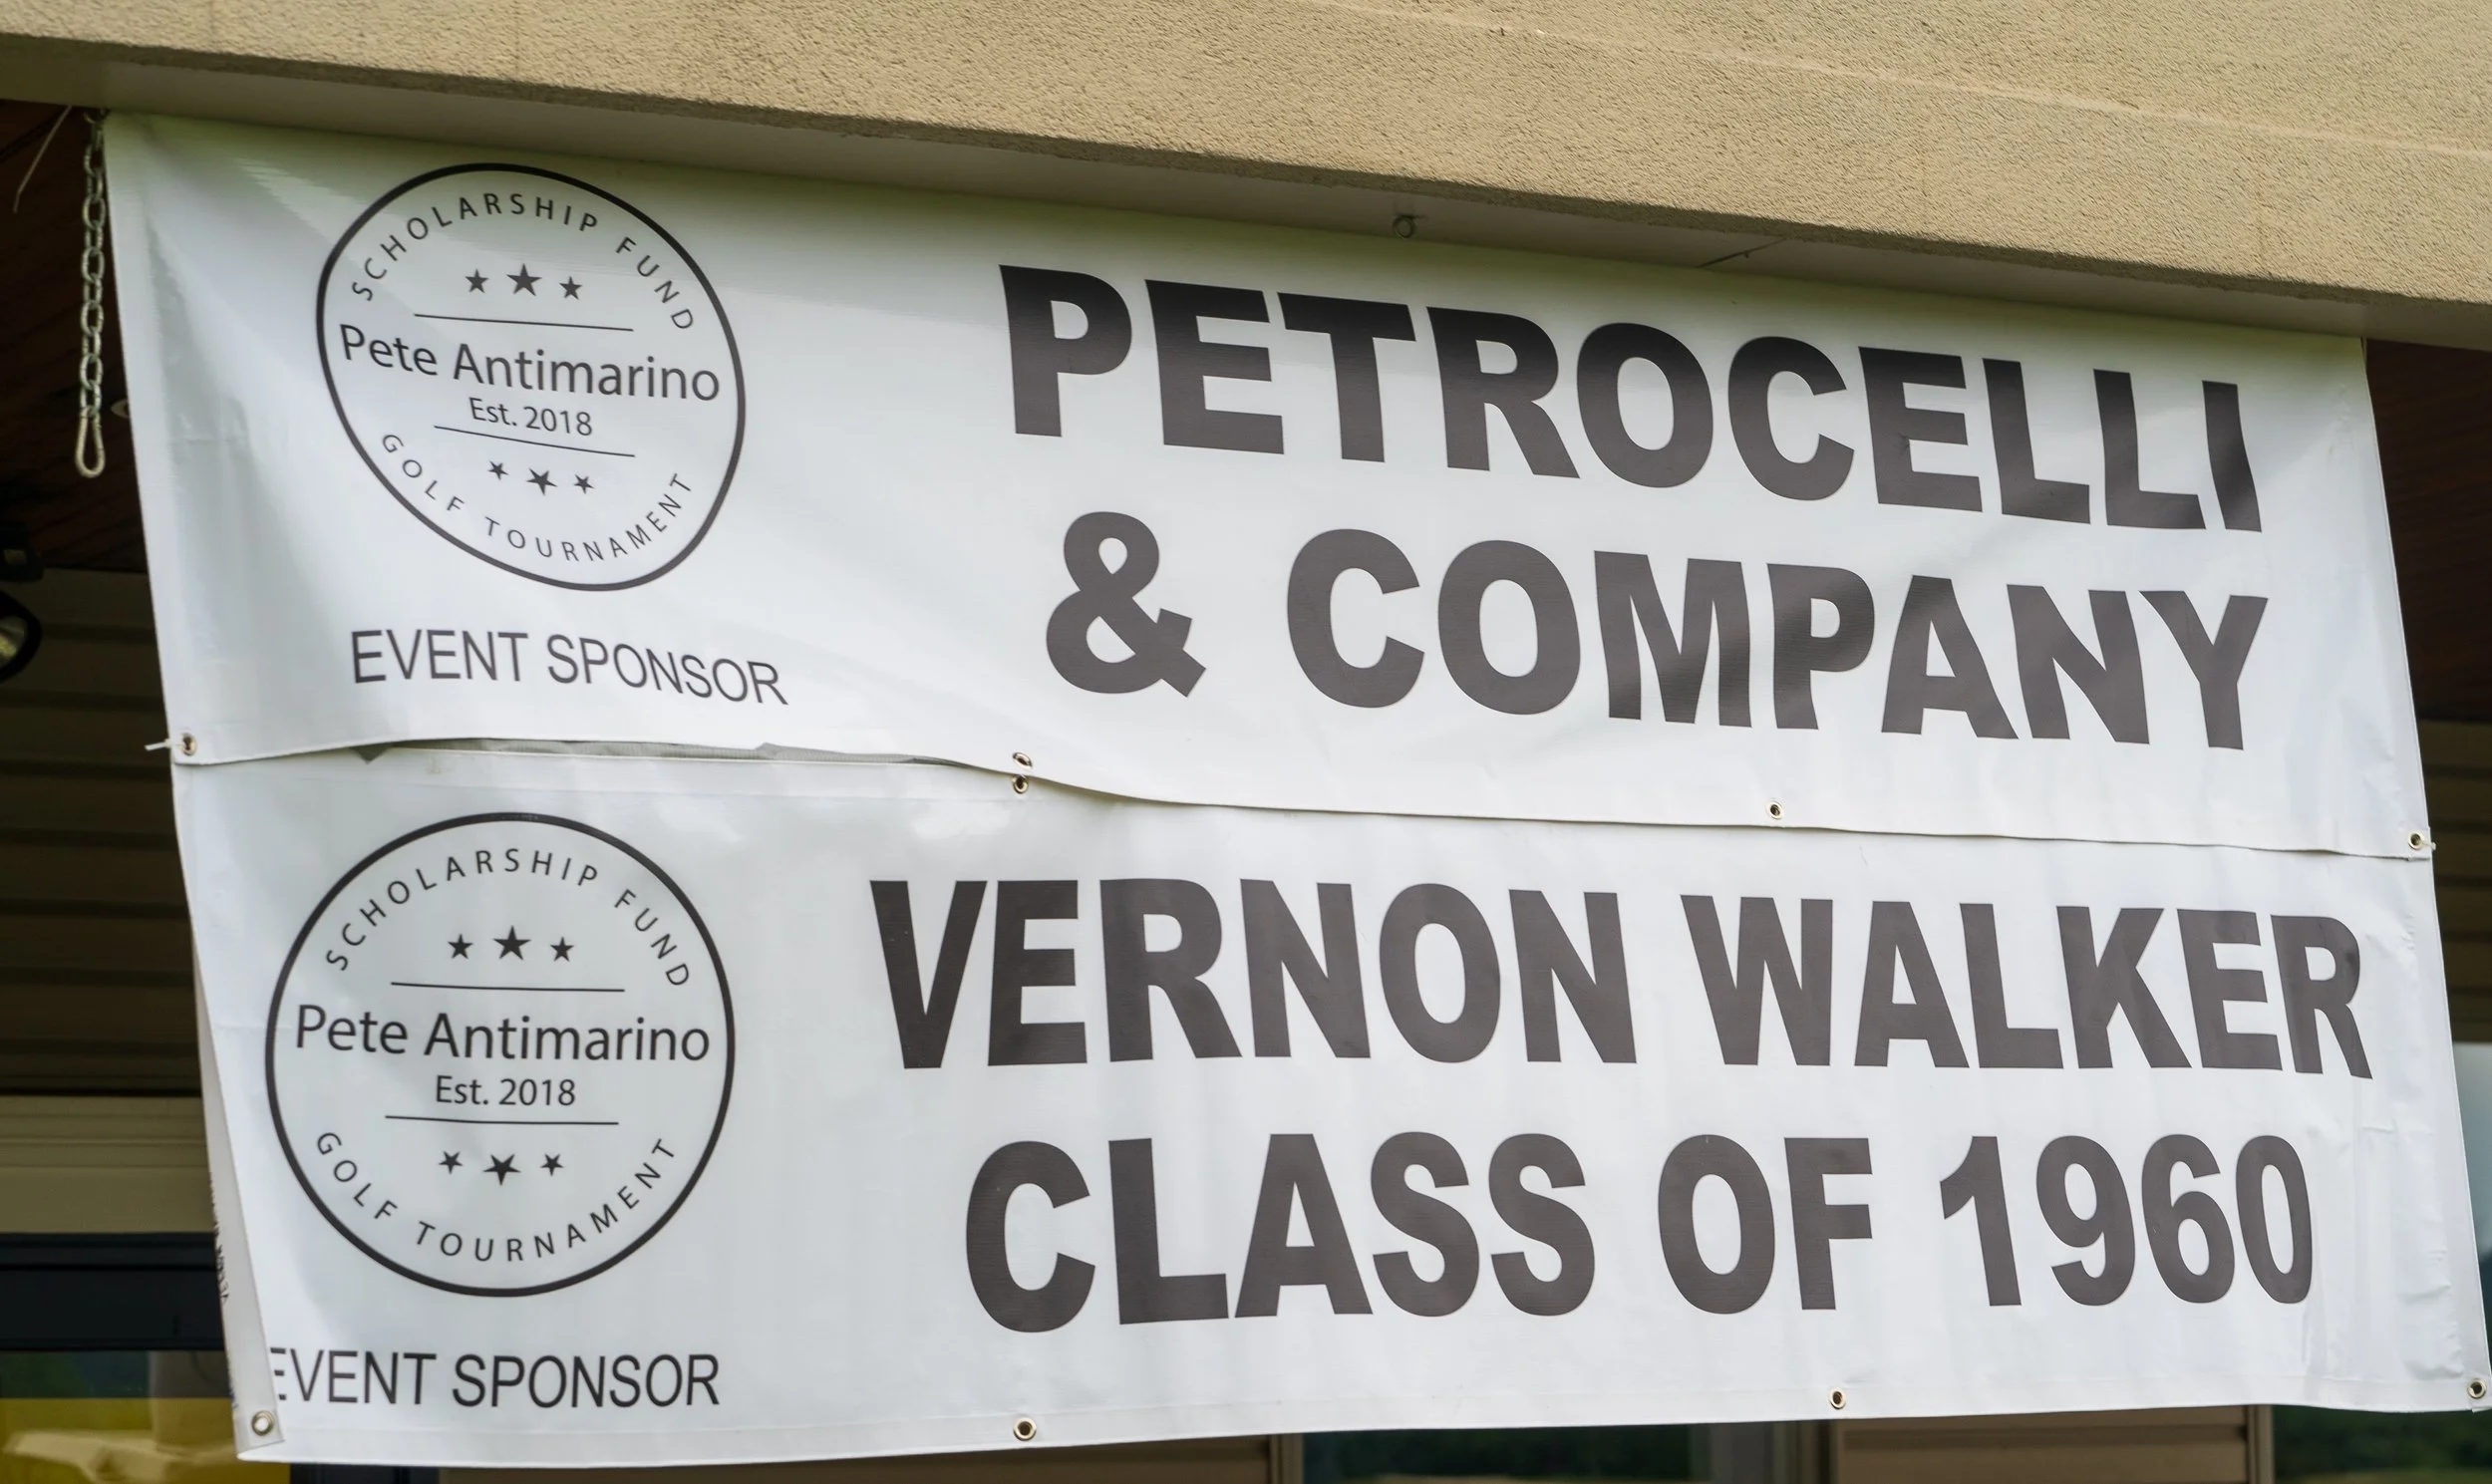 SCHOLARSHIP FUND
Pete Antimarino
Est. 2018
GOLF TOURNAMENT
EVENT SPONSOR
PETROCELLI
& COMPANY
SCHOLARSHIP FUND
Pete Antimarino
Est. 2018
GOLF TOURNAMENT
EVENT SPONSOR
VERNON WALKER
CLASS OF 1960